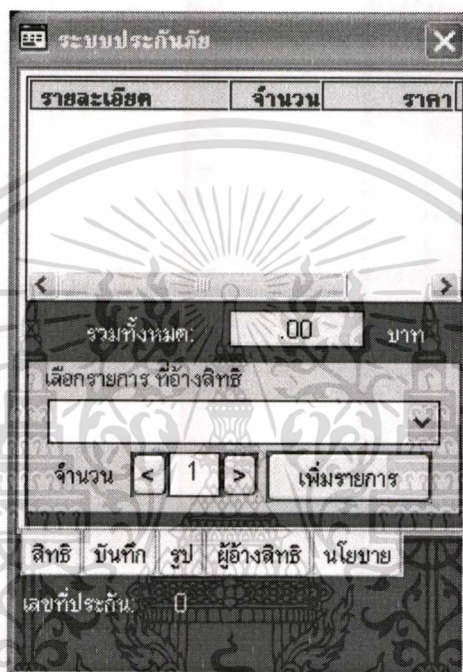 ระบบประกันภัย
รายละเอียด จำนวน ราคา
รวมทั้งหมด: .00 บาท
เลือกรายการ ที่อ้างสิทธิ
จำนวน < 1 > เพิ่มรายการ
สิทธิ บันทึก รูป ผู้อ้างสิทธิ นโยบาย
เลขที่ประกัน: 0